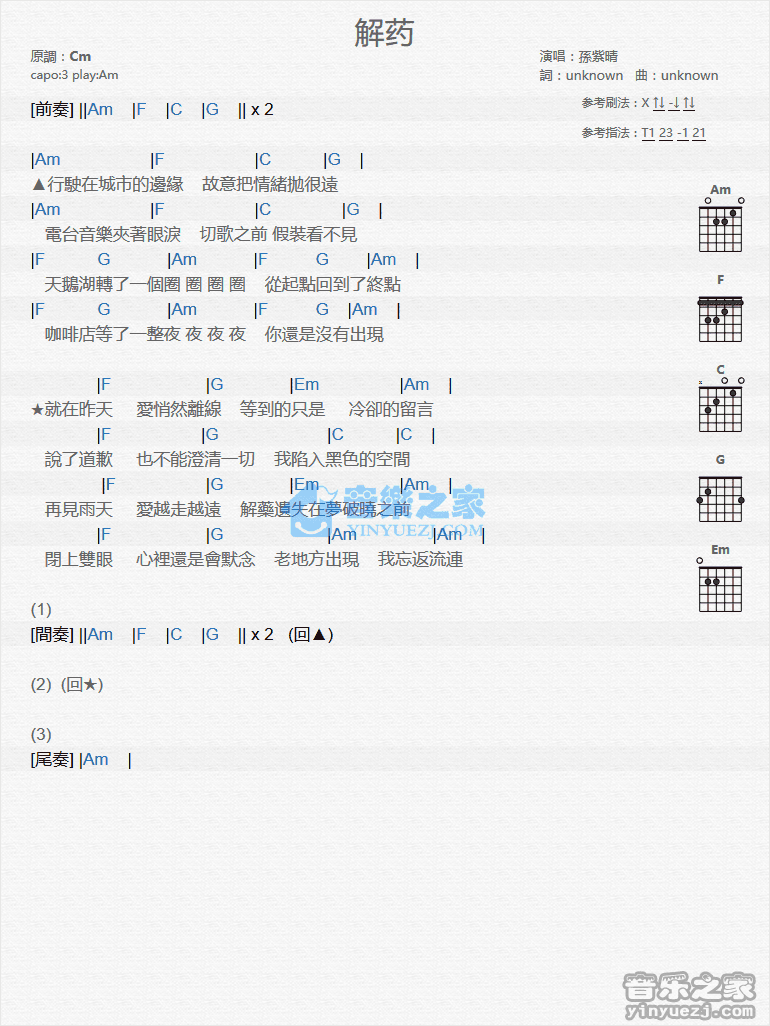 解药
原調：Cm
演唱：孫紫晴
capo:3 play:Am
詞：unknown 曲：unknown
[前奏] ||Am |F |C |G || x 2
参考刷法：X ↑↓ -↓ ↑↓
参考指法：T1 23 -1 21
|Am |F |C |G |
▲行駛在城市的邊緣 故意把情緒拋很遠
|Am |F |C |G |
電台音樂夾著眼淚 切歌之前 假裝看不見
|F G |Am |F G |Am |
天鵝湖轉了一個圈 圈 圈 圈 從起點回到了終點
|F G |Am |F G |Am |
咖啡店等了一整夜 夜 夜 夜 你還是沒有出現
|F |G |Em |Am |
★就在昨天 愛悄然離線 等到的只是 冷卻的留言
|F |G |C |C |
說了道歉 也不能澄清一切 我陷入黑色的空間
|F |G |Em |Am |
再見雨天 愛越走越遠 解藥遺失在夢破曉之前
|F |G |Am |Am |
閉上雙眼 心裡還是會默念 老地方出現 我忘返流連
(1)
[間奏] ||Am |F |C |G || x 2 (回▲)
(2) (回★)
(3)
[尾奏] |Am |
Am
F
C
x
G
Em
音樂之家
YINYUEZJ.COM
音乐之家
yinyuezj.com